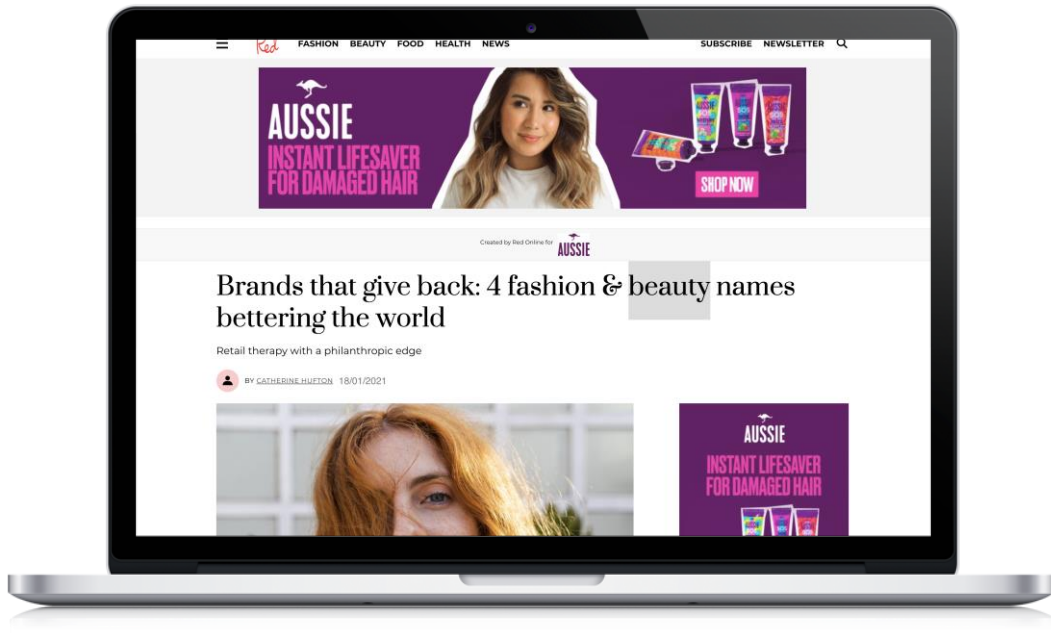 Red FASHION BEAUTY FOOD HEALTH NEWS SUBSCRIBE NEWSLETTER
AUSSIE
INSTANT LIFESAVER
FOR DAMAGED HAIR
SHOP NOW
Created by Red Online for AUSSIE
Brands that give back: 4 fashion & beauty names
bettering the world
Retail therapy with a philanthropic edge
BY CATHERINE HUFTON 18/01/2021
AUSSIE
INSTANT LIFESAVER
FOR DAMAGED HAIR